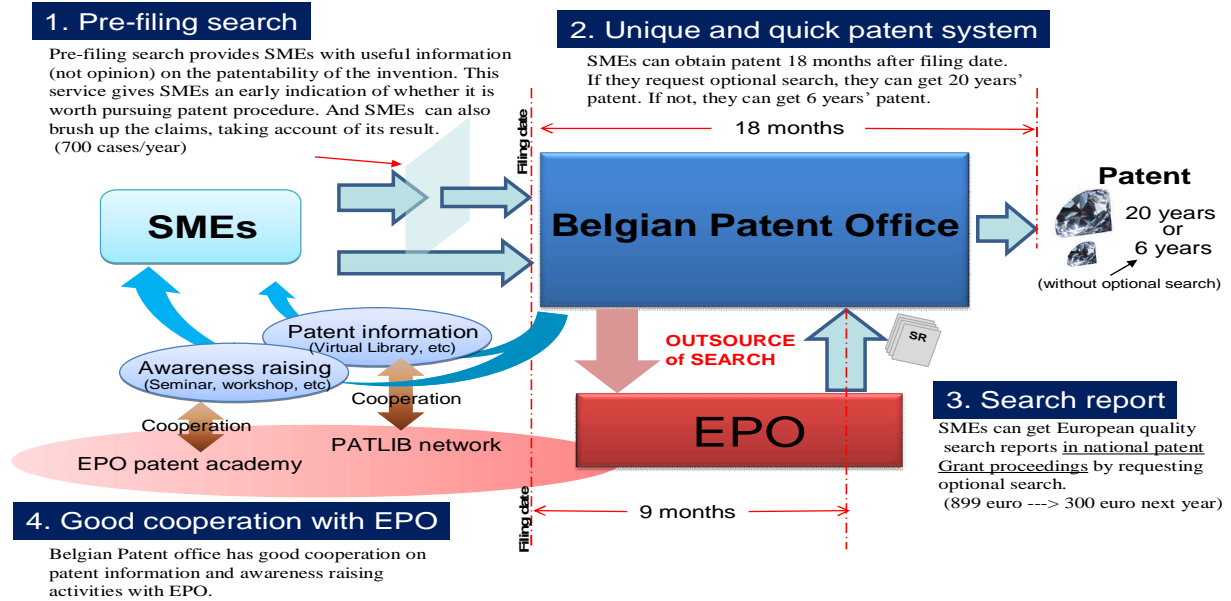 1. Pre-filing search
Pre-filing search provides SMEs with useful information
(not opinion) on the patentability of the invention. This
service gives SMEs an early indication of whether it is
worth pursuing patent procedure. And SMEs can also
brush up the claims, taking account of its result.
(700 cases/year)
2. Unique and quick patent system
SMEs can obtain patent 18 months after filing date.
If they request optional search, they can get 20 years’
patent. If not, they can get 6 years’ patent.
Filing date
18 months
SMEs
Belgian Patent Office
Patent
20 years
or
6 years
(without optional search)
Patent information
(Virtual Library, etc)
Awareness raising
(Seminar, workshop, etc)
OUTSOURCE
of SEARCH
SR
Cooperation
Cooperation
PATLIB network
EPO patent academy
EPO
3. Search report
SMEs can get European quality
search reports in national patent
Grant proceedings by requesting
optional search.
(899 euro ---> 300 euro next year)
Filing date
9 months
4. Good cooperation with EPO
Belgian Patent office has good cooperation on
patent information and awareness raising
activities with EPO.